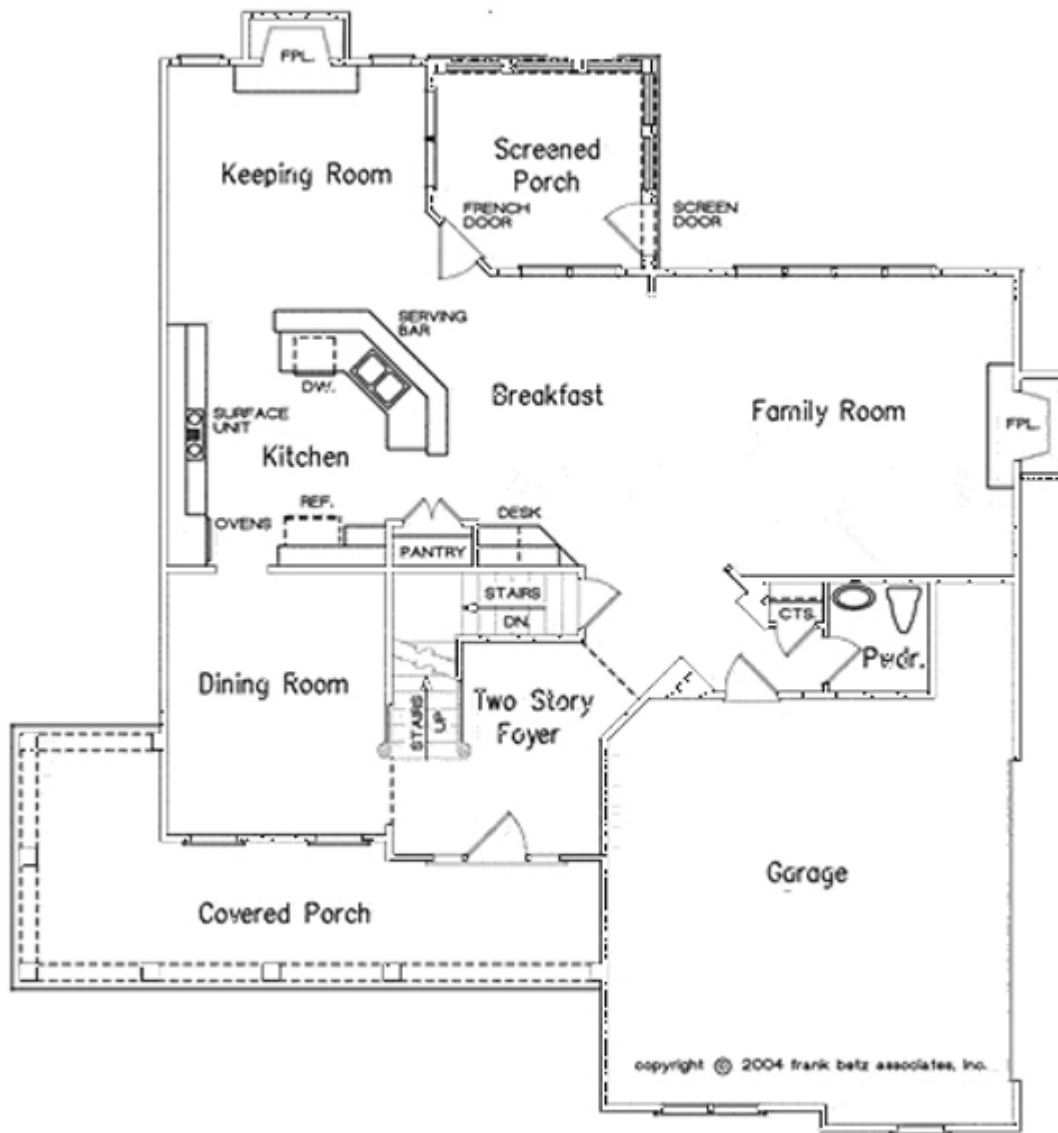 FPL.
Keeping Room
Screened
Porch
FRENCH
DOOR
SCREEN
DOOR
SERVING
BAR
DW.
SURFACE
UNIT
Breakfast
Family Room
FPL.
Kitchen
REF.
DESK
OVENS
PANTRY
STAIRS
DN.
CTS.
Pwdr.
Dining Room
STAIRS
UP
Two Story
Foyer
Garage
Covered Porch
copyright © 2004 frank betz associates, inc.